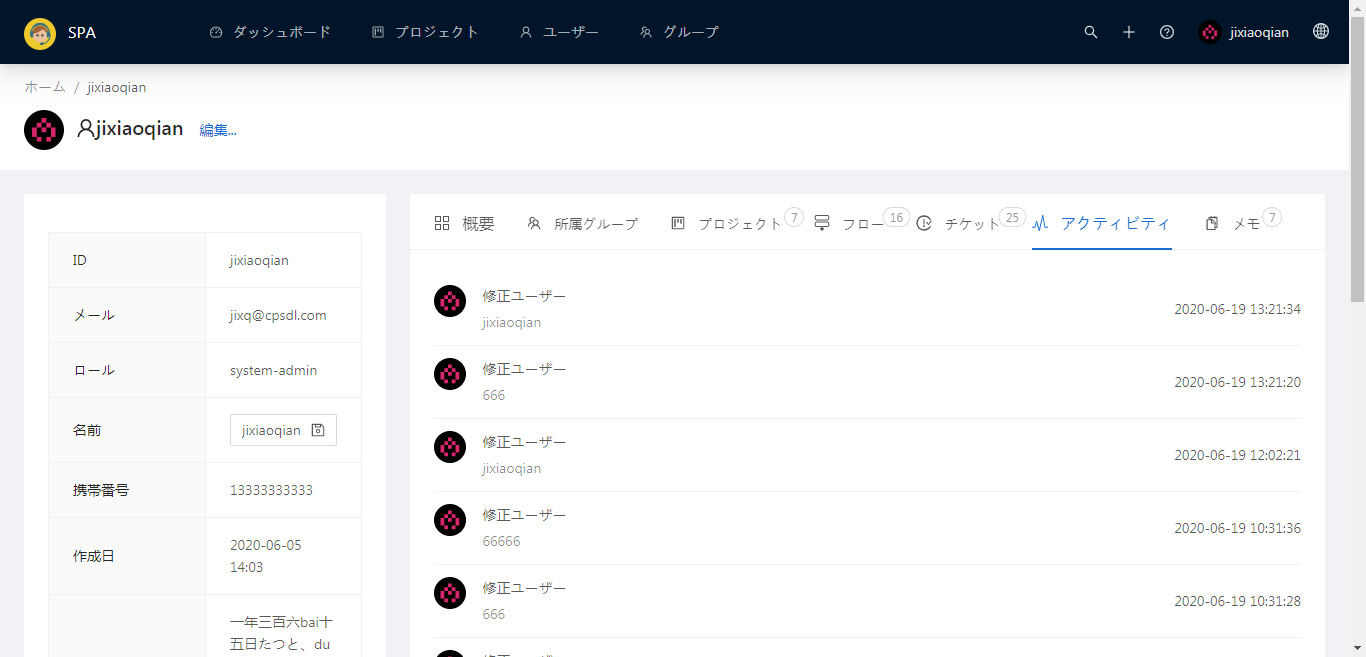 SPA
ダッシュボード
プロジェクト
ユーザー
グループ
jixiaoqian
ホーム / jixiaoqian
jixiaoqian 編集...
ID jixiaoqian
メール jixq@cpsdl.com
ロール system-admin
名前 jixiaoqian
携帯番号 13333333333
作成日 2020-06-05
14:03
一年三百六bai十
五日たつと、du
概要
所属グループ
プロジェクト 7
フロー 16
チケット 25
アクティビティ
メモ 7
修正ユーザー
jixiaoqian
2020-06-19 13:21:34
修正ユーザー
666
2020-06-19 13:21:20
修正ユーザー
jixiaoqian
2020-06-19 12:02:21
修正ユーザー
66666
2020-06-19 10:31:36
修正ユーザー
666
2020-06-19 10:31:28